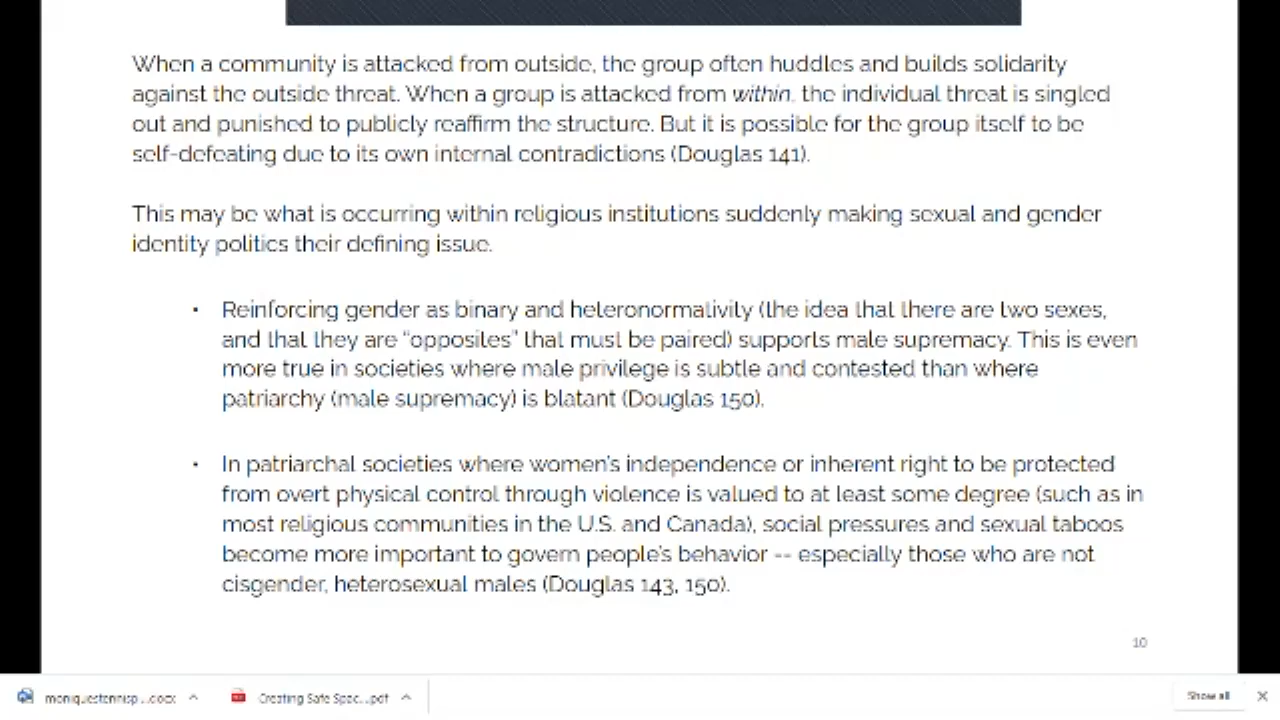 When a community is attacked from outside, the group often huddles and builds solidarity
against the outside threat. When a group is attacked from within, the individual threat is singled
out and punished to publicly reaffirm the structure. But it is possible for the group itself to be
self-defeating due to its own internal contradictions (Douglas 141).
This may be what is occurring within religious institutions suddenly making sexual and gender
identity politics their defining issue.
• Reinforcing gender as binary and heteronormativity (the idea that there are two sexes,
and that they are “opposites” that must be paired) supports male supremacy. This is even
more true in societies where male privilege is subtle and contested than where
patriarchy (male supremacy) is blatant (Douglas 150).
• In patriarchal societies where women's independence or inherent right to be protected
from overt physical control through violence is valued to at least some degree (such as in
most religious communities in the U.S. and Canada), social pressures and sexual taboos
become more important to govern people's behavior -- especially those who are not
cisgender, heterosexual males (Douglas 143, 150).
10
moniquestennisp....docx Creating Safe Spac....pdf Show all